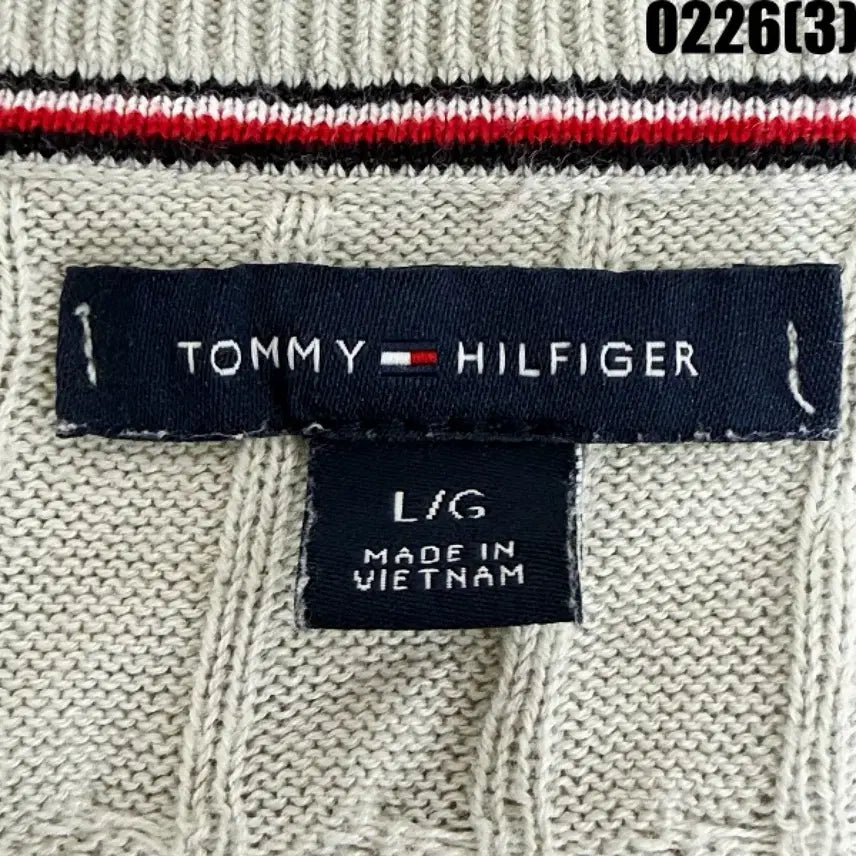 0226(3)
TOMMY HILFIGER
L/G
MADE IN
VIETNAM